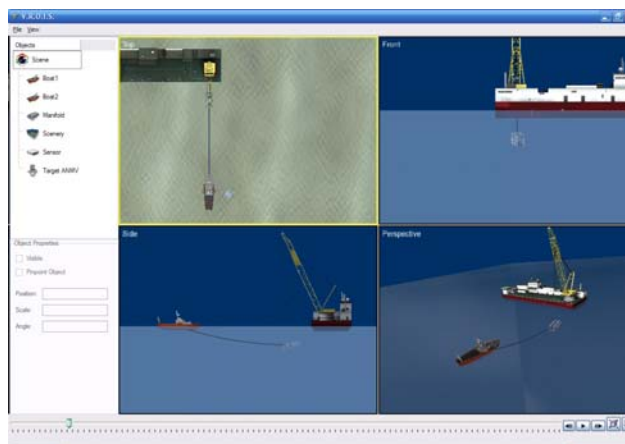 V.R.O.I.S.
File View
Objects
Scene
Boat1
Boat2
Manifold
Scenery
Sensor
Target ANWV
Object Properties
Visible
Pinpoint Object
Position:
Scale:
Angle:
Top
Front
Side
Perspective